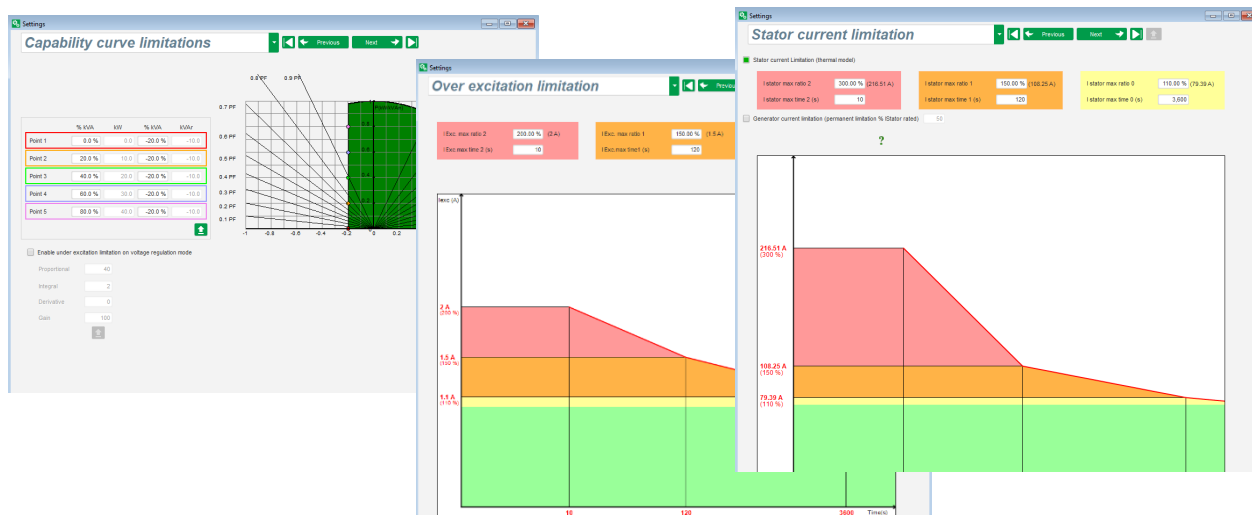 Settings
Capability curve limitations
Previous
Next
0.8 PF
0.9 PF
0.7 PF
0.6 PF
0.5 PF
0.4 PF
0.3 PF
0.2 PF
0.1 PF
-1 -0.8 -0.6 -0.4 -0.2 0 0.2
% kVA kW % kVA kVAr
Point 1 0.0 % 0.0 -20.0 % -10.0
Point 2 20.0 % 10.0 -20.0 % -10.0
Point 3 40.0 % 20.0 -20.0 % -10.0
Point 4 60.0 % 30.0 -20.0 % -10.0
Point 5 80.0 % 40.0 -20.0 % -10.0
Enable under excitation limitation on voltage regulation mode
Proportional 40
Integral 2
Derivative 0
Gain 100
Settings
Over excitation limitation
Previous
I Exc. max ratio 2 200.00 % (2 A)
I Exc.max time 2 (s) 10
I Exc. max ratio 1 150.00 % (1.5 A)
I Exc.max time1 (s) 120
Iexc (A)
2 A
(200 %)
1.5 A
(150 %)
(110 %)
10 120 3600 Time(s)
Settings
Stator current limitation
Previous
Next
Stator current Limitation (thermal model)
I stator max ratio 2 300.00 % (216.51 A)
I stator max time 2 (s) 10
I stator max ratio 1 150.00 % (108.25 A)
I stator max time 1 (s) 120
I stator max ratio 0 110.00 % (79.39 A)
I stator max time 0 (s) 3,600
Generator current limitation (permanent limitation % IStator rated) 50
?
216.51 A
(300 %)
108.25 A
(150 %)
79.39 A
(110 %)